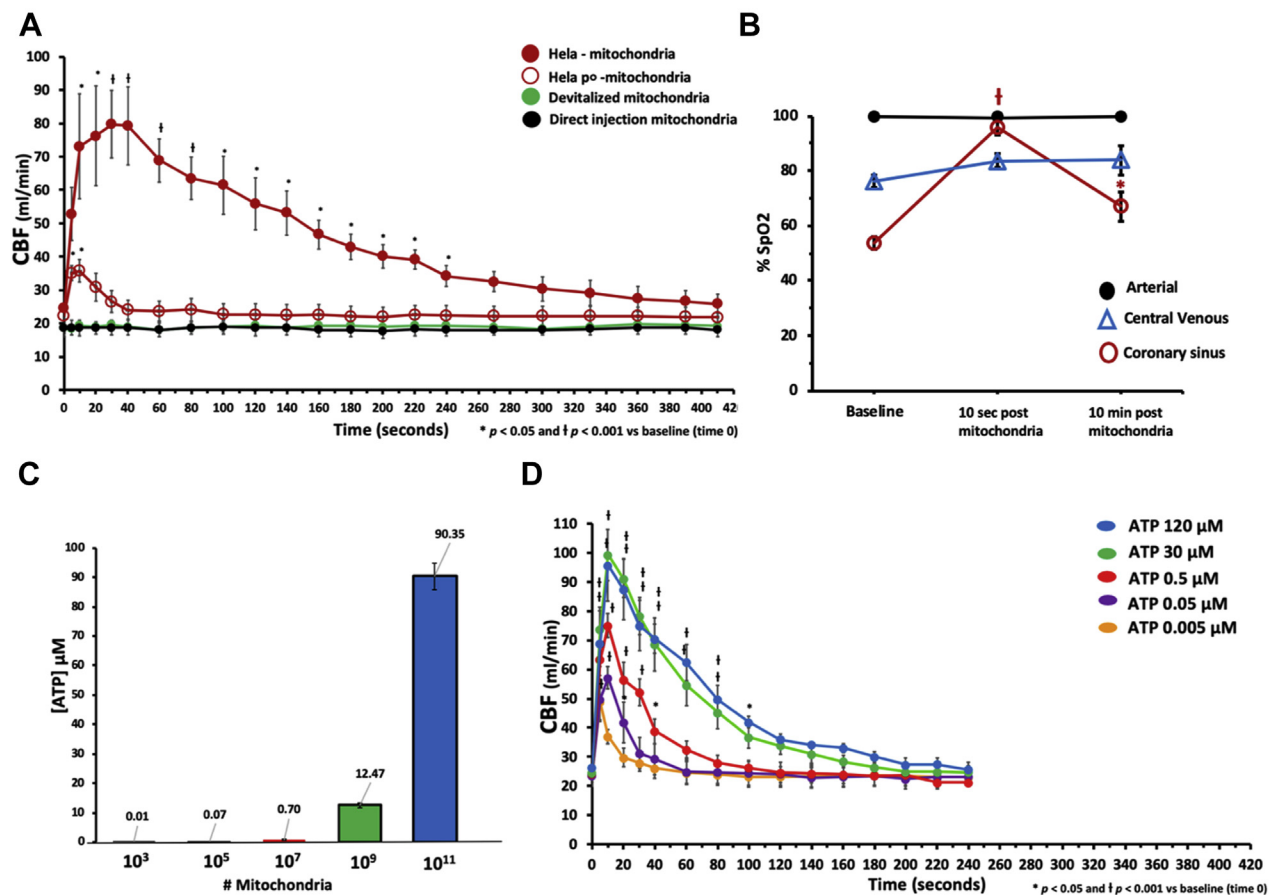 A
B
100
90
80
70
60
50
40
30
20
10
0
CBF (ml/min)
Hela - mitochondria
Hela pº -mitochondria
Devitalized mitochondria
Direct injection mitochondria
* * ƚ ƚ ƚ ƚ * * * * * * * *
* *
0 20 40 60 80 100 120 140 160 180 200 220 240 260 280 300 320 340 360 380 400 420
Time (seconds)
* p < 0.05 and ƚ p < 0.001 vs baseline (time 0)
% SpO2
100
80
60
40
20
0
ƚ
*
Arterial
Central Venous
Coronary sinus
Baseline
10 sec post
mitochondria
10 min post
mitochondria
C
D
[ATP] µM
100
90
80
70
60
50
40
30
20
10
0
0.01
0.07
0.70
12.47
90.35
10³ 10⁵ 10⁷ 10⁹ 10¹¹
# Mitochondria
CBF (ml/min)
110
100
90
80
70
60
50
40
30
20
10
0
ATP 120 µM
ATP 30 µM
ATP 0.5 µM
ATP 0.05 µM
ATP 0.005 µM
0 20 40 60 80 100 120 140 160 180 200 220 240 260 280 300 320 340 360 380 400 420
Time (seconds)
* p < 0.05 and ƚ p < 0.001 vs baseline (time 0)